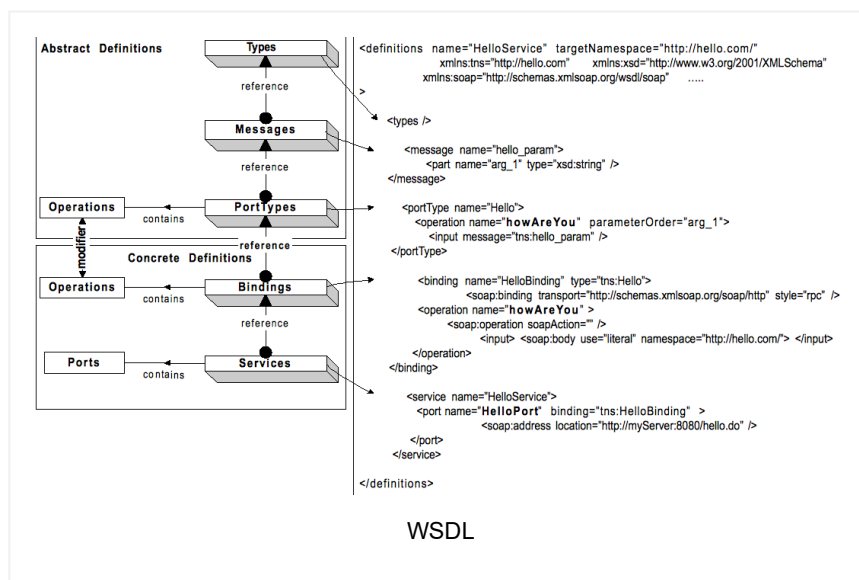 Abstract Definitions
Types
reference
Messages
reference
Operations
contains
PortTypes
modifier
reference
Concrete Definitions
Operations
contains
Bindings
reference
Ports
contains
Services
<definitions name="HelloService" targetNamespace="http://hello.com/"
xmlns:tns="http://hello.com" xmlns:xsd="http://www.w3.org/2001/XMLSchema"
xmlns:soap="http://schemas.xmlsoap.org/wsdl/soap" .....
>
<types />
<message name="hello_param">
<part name="arg_1" type="xsd:string" />
</message>
<portType name="Hello">
<operation name="howAreYou" parameterOrder="arg_1">
<input message="tns:hello_param" />
</portType>
<binding name="HelloBinding" type="tns:Hello">
<soap:binding transport="http://schemas.xmlsoap.org/soap/http" style="rpc" />
<operation name="howAreYou" >
<soap:operation soapAction="" />
<input> <soap:body use="literal" namespace="http://hello.com/"> </input>
</operation>
</binding>
<service name="HelloService">
<port name="HelloPort" binding="tns:HelloBinding" >
<soap:address location="http://myServer:8080/hello.do" />
</port>
</service>
</definitions>
WSDL